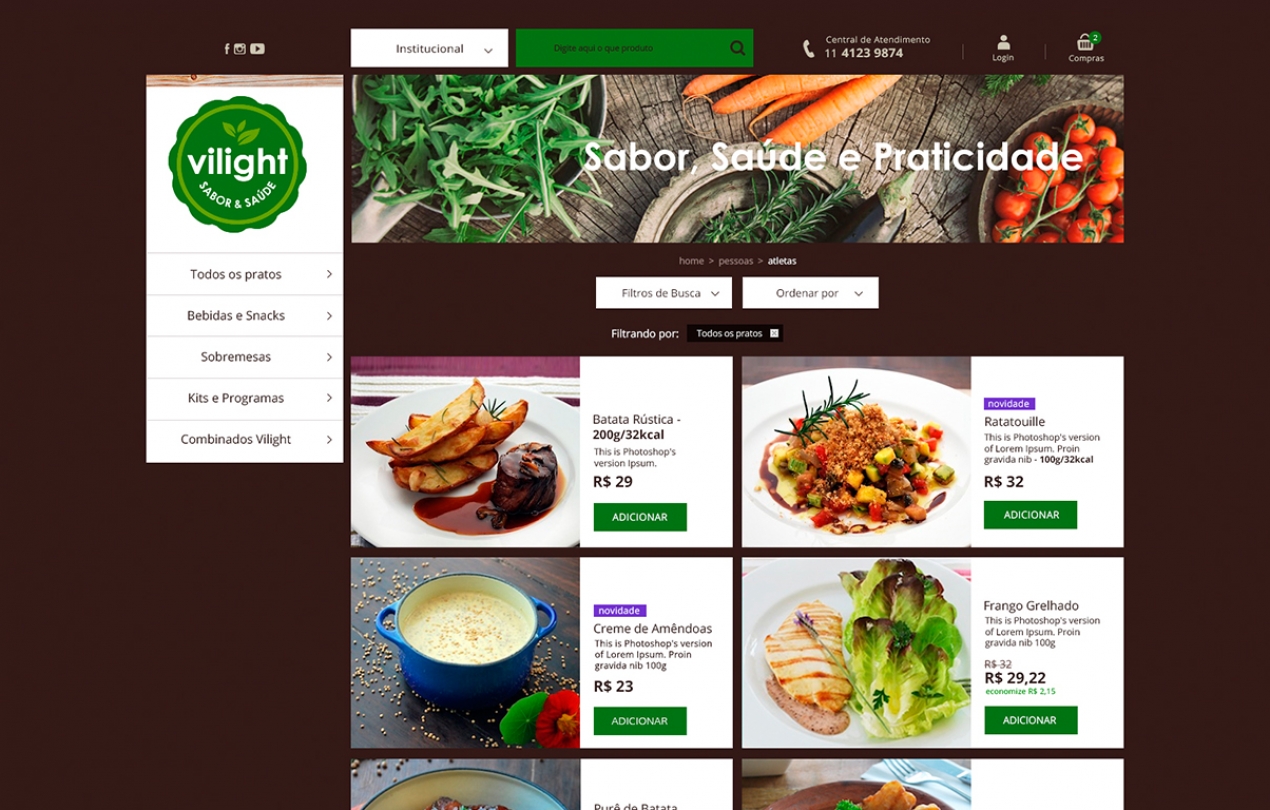 Institucional
Digite aqui o que produto
Central de Atendimento
11 4123 9874
Login
2
Compras
vilight
SABOR & SAÚDE
Sabor, Saúde e Praticidade
Todos os pratos
Bebidas e Snacks
Sobremesas
Kits e Programas
Combinados Vilight
home > pessoas > atletas
Filtros de Busca
Ordenar por
Filtrando por: Todos os pratos
Batata Rústica -
200g/32kcal
This is Photoshop's
version Ipsum.
R$ 29
ADICIONAR
novidade
Ratatouille
This is Photoshop's version
of Lorem Ipsum. Proin
gravida nib - 100g/32kcal
R$ 32
ADICIONAR
novidade
Creme de Amêndoas
This is Photoshop's version
of Lorem Ipsum. Proin
gravida nib 100g
R$ 23
ADICIONAR
Frango Grelhado
This is Photoshop's version
of Lorem Ipsum. Proin
gravida nib 100g
R$ 32
R$ 29,22
economize R$ 2,15
ADICIONAR
Purê de Batata